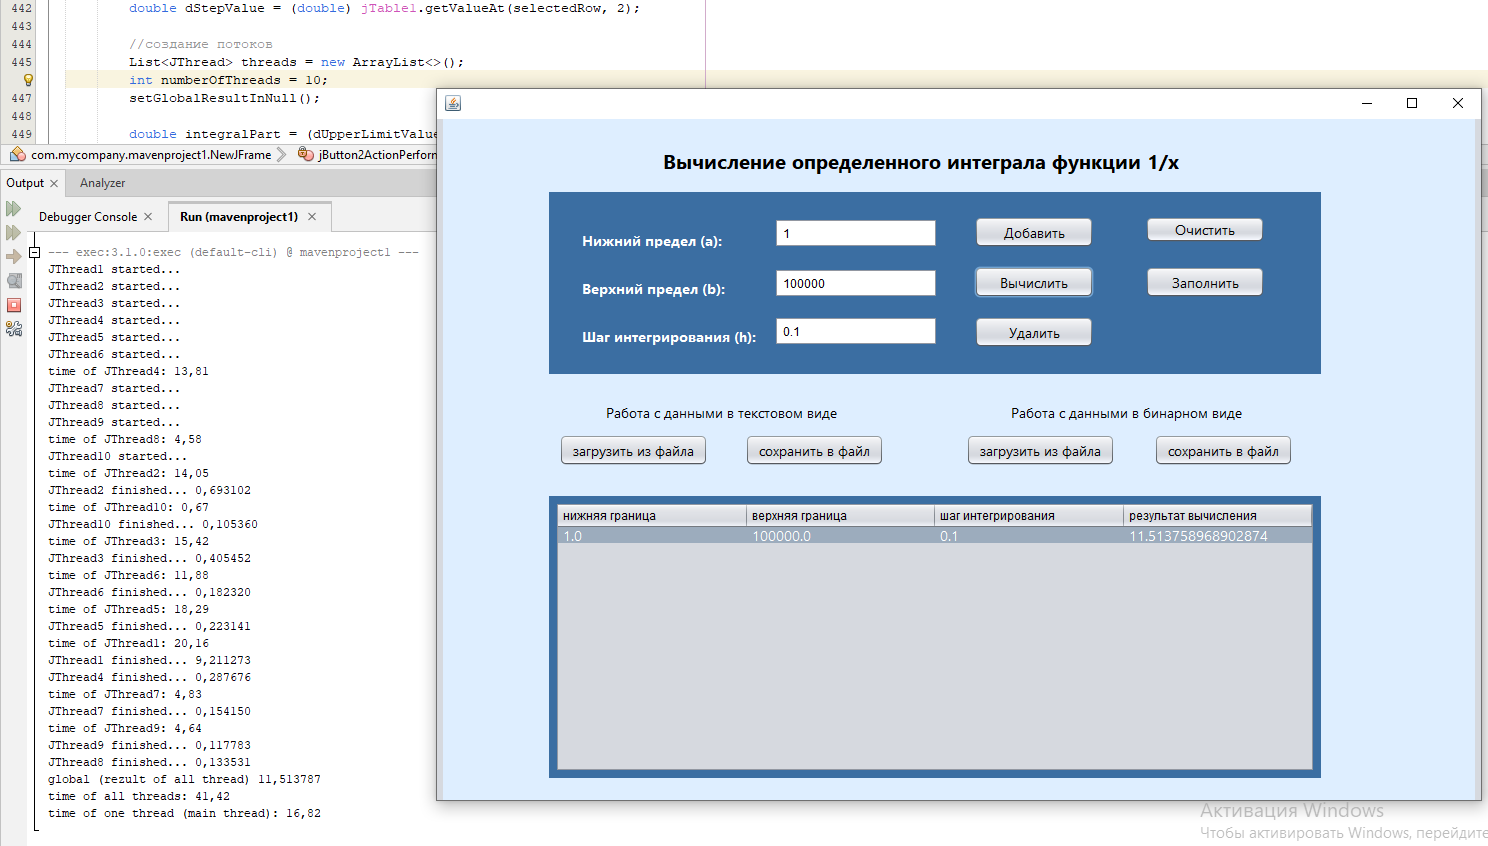 442 double dStepValue = (double) jTable1.getValueAt(selectedRow, 2);
443
444 //создание потоков
445 List<JThread> threads = new ArrayList<>();
int numberOfThreads = 10;
447 setGlobalResultInNull();
448
449 double integralPart = (dUpperLimitValue
com.mycompany.mavenproject1.NewJFrame
jButton2ActionPerform
Output
Analyzer
Debugger Console
Run (mavenproject1)
--- exec:3.1.0:exec (default-cli) @ mavenproject1 ---
JThread1 started...
JThread2 started...
JThread3 started...
JThread4 started...
JThread5 started...
JThread6 started...
time of JThread4: 13,81
JThread7 started...
JThread8 started...
JThread9 started...
time of JThread8: 4,58
JThread10 started...
time of JThread2: 14,05
JThread2 finished... 0,693102
time of JThread10: 0,67
JThread10 finished... 0,105360
time of JThread3: 15,42
JThread3 finished... 0,405452
time of JThread6: 11,88
JThread6 finished... 0,182320
time of JThread5: 18,29
JThread5 finished... 0,223141
time of JThread1: 20,16
JThread1 finished... 9,211273
JThread4 finished... 0,287676
time of JThread7: 4,83
JThread7 finished... 0,154150
time of JThread9: 4,64
JThread9 finished... 0,117783
JThread8 finished... 0,133531
global (rezult of all thread) 11,513787
time of all threads: 41,42
time of one thread (main thread): 16,82
Вычисление определенного интеграла функции 1/x
Нижний предел (a): 1 Добавить Очистить
Верхний предел (b): 100000 Вычислить Заполнить
Шаг интегрирования (h): 0.1 Удалить
Работа с данными в текстовом виде Работа с данными в бинарном виде
загрузить из файла сохранить в файл загрузить из файла сохранить в файл
нижняя граница верхняя граница шаг интегрирования результат вычисления
1.0 100000.0 0.1 11.513758968902874
Активация Windows
Чтобы активировать Windows, перейдите